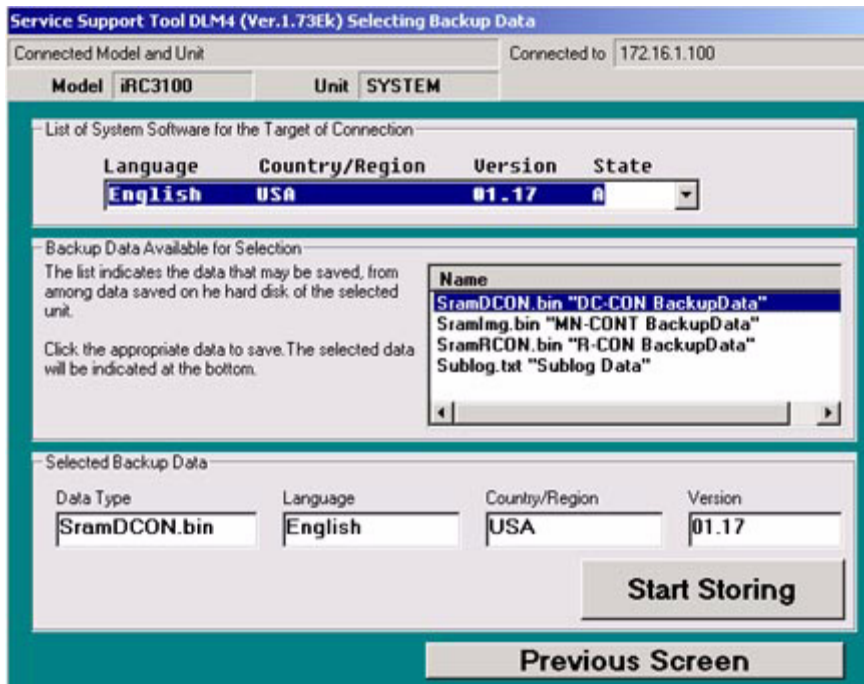 Service Support Tool DLM4 (Ver.1.73Ek) Selecting Backup Data
Connected Model and Unit
Connected to 172.16.1.100
Model iRC3100 Unit SYSTEM
List of System Software for the Target of Connection
Language Country/Region Version State
English USA 01.17 A
Backup Data Available for Selection
The list indicates the data that may be saved, from
among data saved on he hard disk of the selected
unit.
Click the appropriate data to save.The selected data
will be indicated at the bottom.
Name
SramDCON.bin "DC-CON BackupData"
SramImg.bin "MN-CONT BackupData"
SramRCON.bin "R-CON BackupData"
Sublog.txt "Sublog Data"
Selected Backup Data
Data Type Language Country/Region Version
SramDCON.bin English USA 01.17
Start Storing
Previous Screen